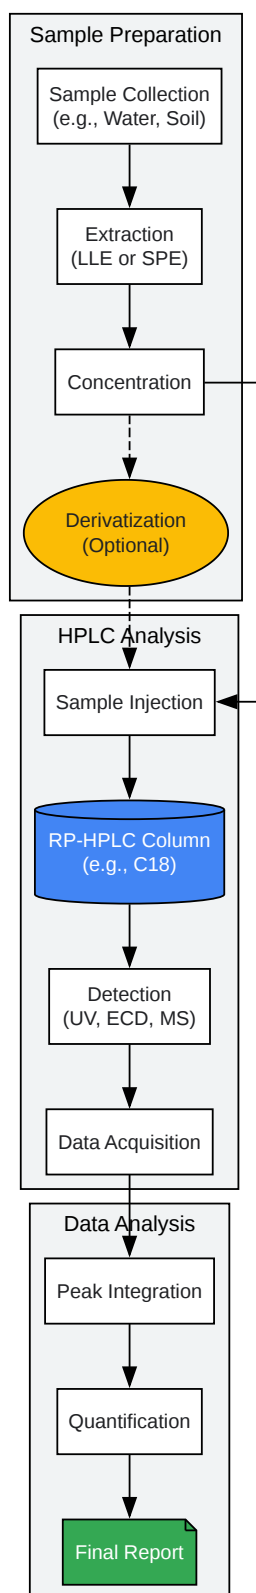 Sample Preparation
Sample Collection
(e.g., Water, Soil)
Extraction
(LLE or SPE)
Concentration
Derivatization
(Optional)
HPLC Analysis
Sample Injection
RP-HPLC Column
(e.g., C18)
Detection
(UV, ECD, MS)
Data Acquisition
Data Analysis
Peak Integration
Quantification
Final Report